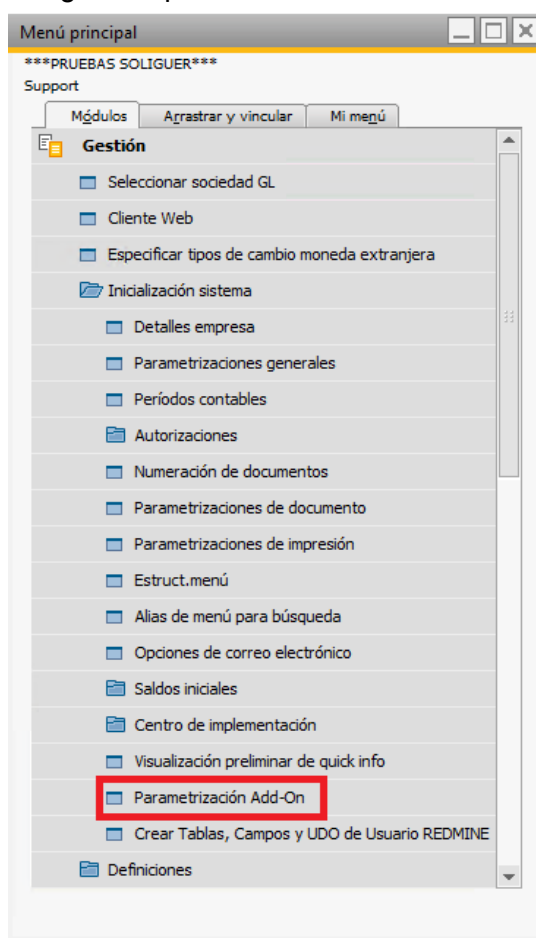 Menú principal
***PRUEBAS SOLIGUER***
Support
Módulos Arrastrar y vincular Mi menú
Gestión
Seleccionar sociedad GL
Cliente Web
Especificar tipos de cambio moneda extranjera
Inicialización sistema
Detalles empresa
Parametrizaciones generales
Períodos contables
Autorizaciones
Numeración de documentos
Parametrizaciones de documento
Parametrizaciones de impresión
Estruct.menú
Alias de menú para búsqueda
Opciones de correo electrónico
Saldos iniciales
Centro de implementación
Visualización preliminar de quick info
Parametrización Add-On
Crear Tablas, Campos y UDO de Usuario REDMINE
Definiciones